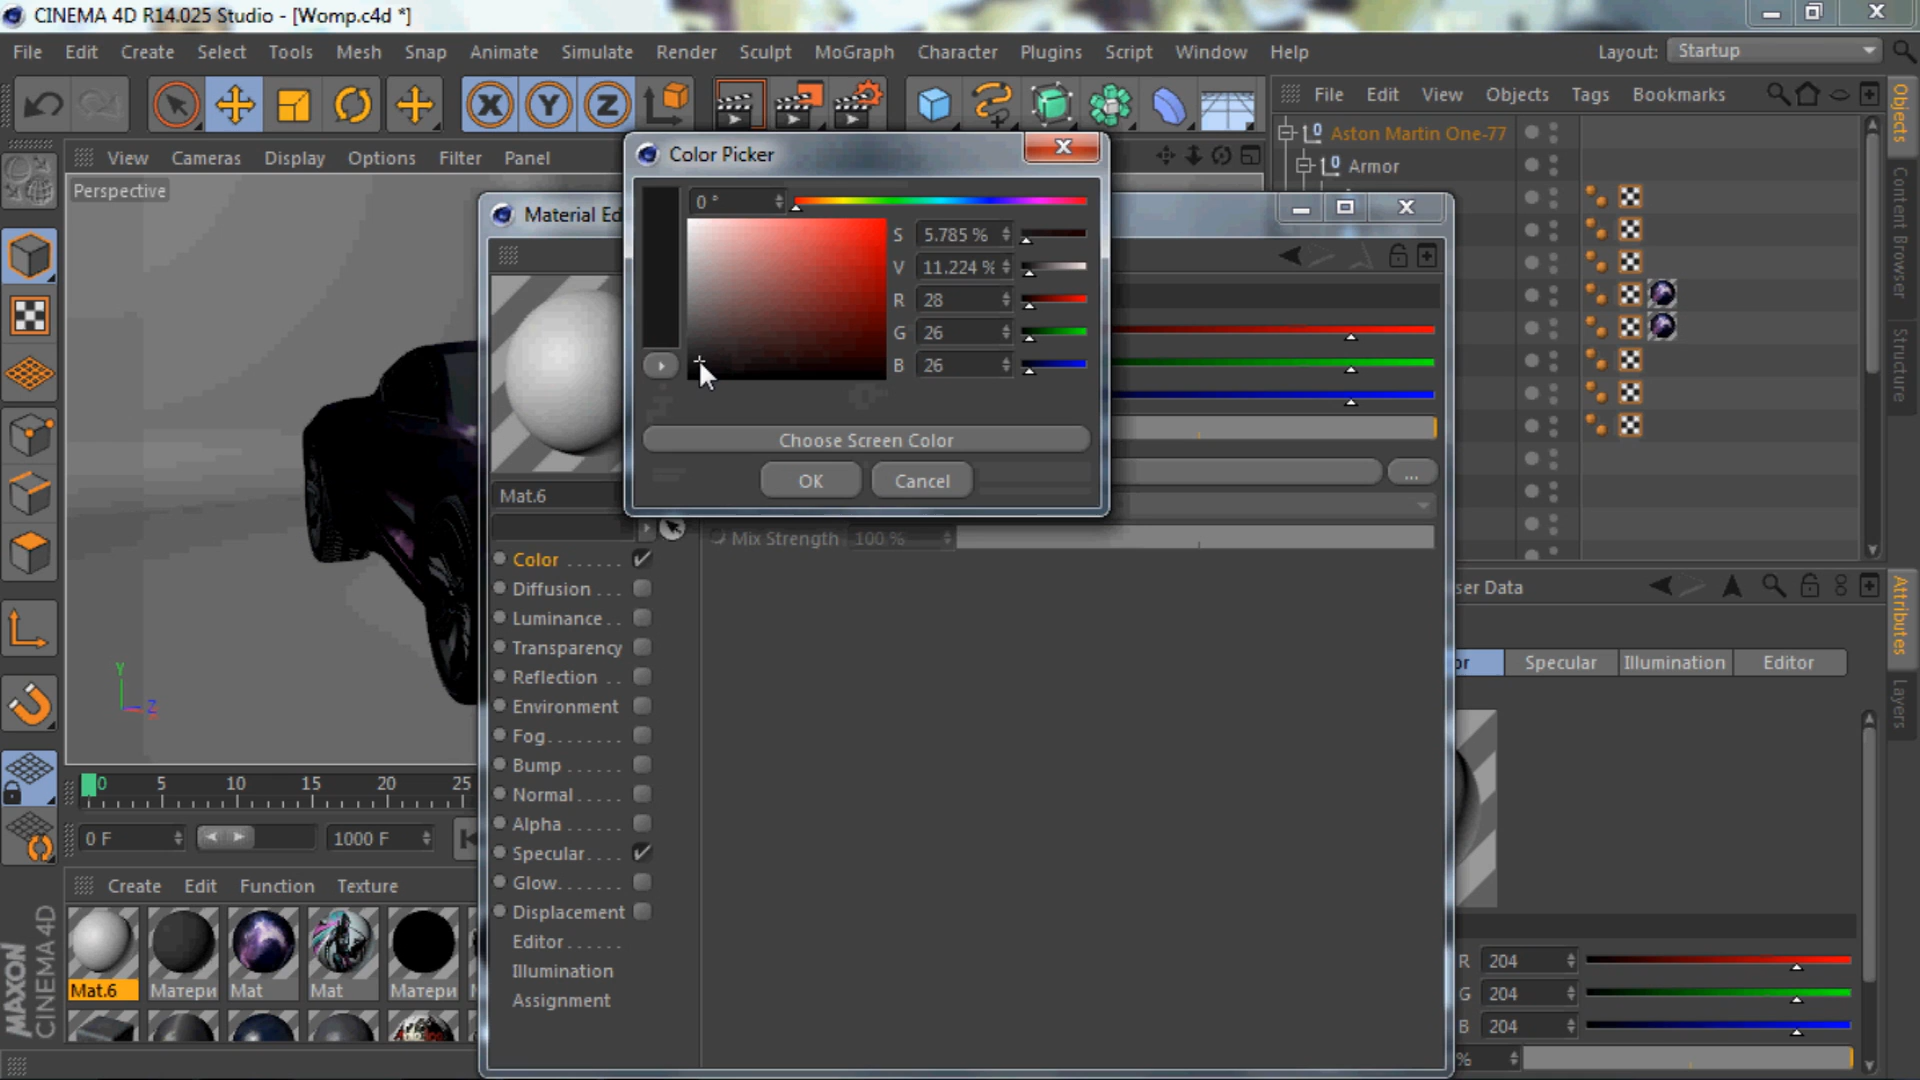 CINEMA 4D R14.025 Studio - [Womp.c4d *]
File Edit Create Select Tools Mesh Snap Animate Simulate Render Sculpt MoGraph Character Plugins Script Window Help
Layout: Startup
X Y Z
File Edit View Objects Tags Bookmarks
View Cameras Display Options Filter Panel
Perspective
Aston Martin One-77
Armor
Objects
Content Browser
Structure
Color Picker
0 °
S 5.785 %
V 11.224 %
R 28
G 26
B 26
Choose Screen Color
OK Cancel
Material Ed
Mat.6
...
Mix Strength 100 %
Color
Diffusion
Luminance
Transparency
Reflection
Environment
Fog
Bump
Normal
Alpha
Specular
Glow
Displacement
Editor
Illumination
Assignment
ser Data
Attributes
Layers
or Specular Illumination Editor
R 204
G 204
B 204
%
Y
Z
0 5 10 15 20 25
0 F 1000 F
Create Edit Function Texture
Mat.6 Матери Mat Mat Матери
MAXON
CINEMA 4D